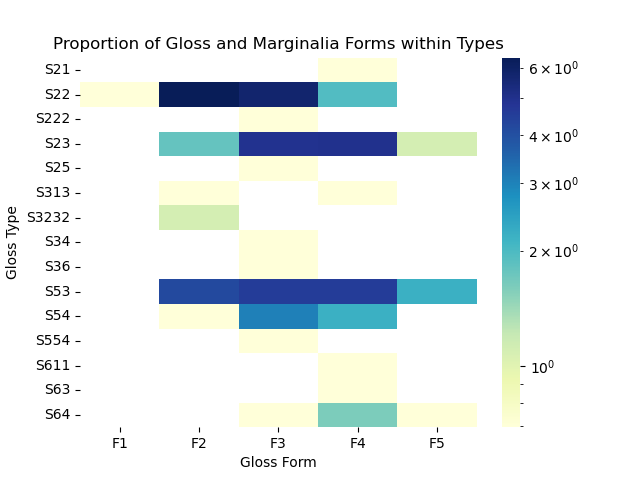 Proportion of Gloss and Marginalia Forms within Types
S21
S22
S222
S23
S25
S313
S3232
S34
S36
S53
S54
S554
S611
S63
S64
Gloss Type
F1 F2 F3 F4 F5
Gloss Form
6 × 10⁰
4 × 10⁰
3 × 10⁰
2 × 10⁰
10⁰